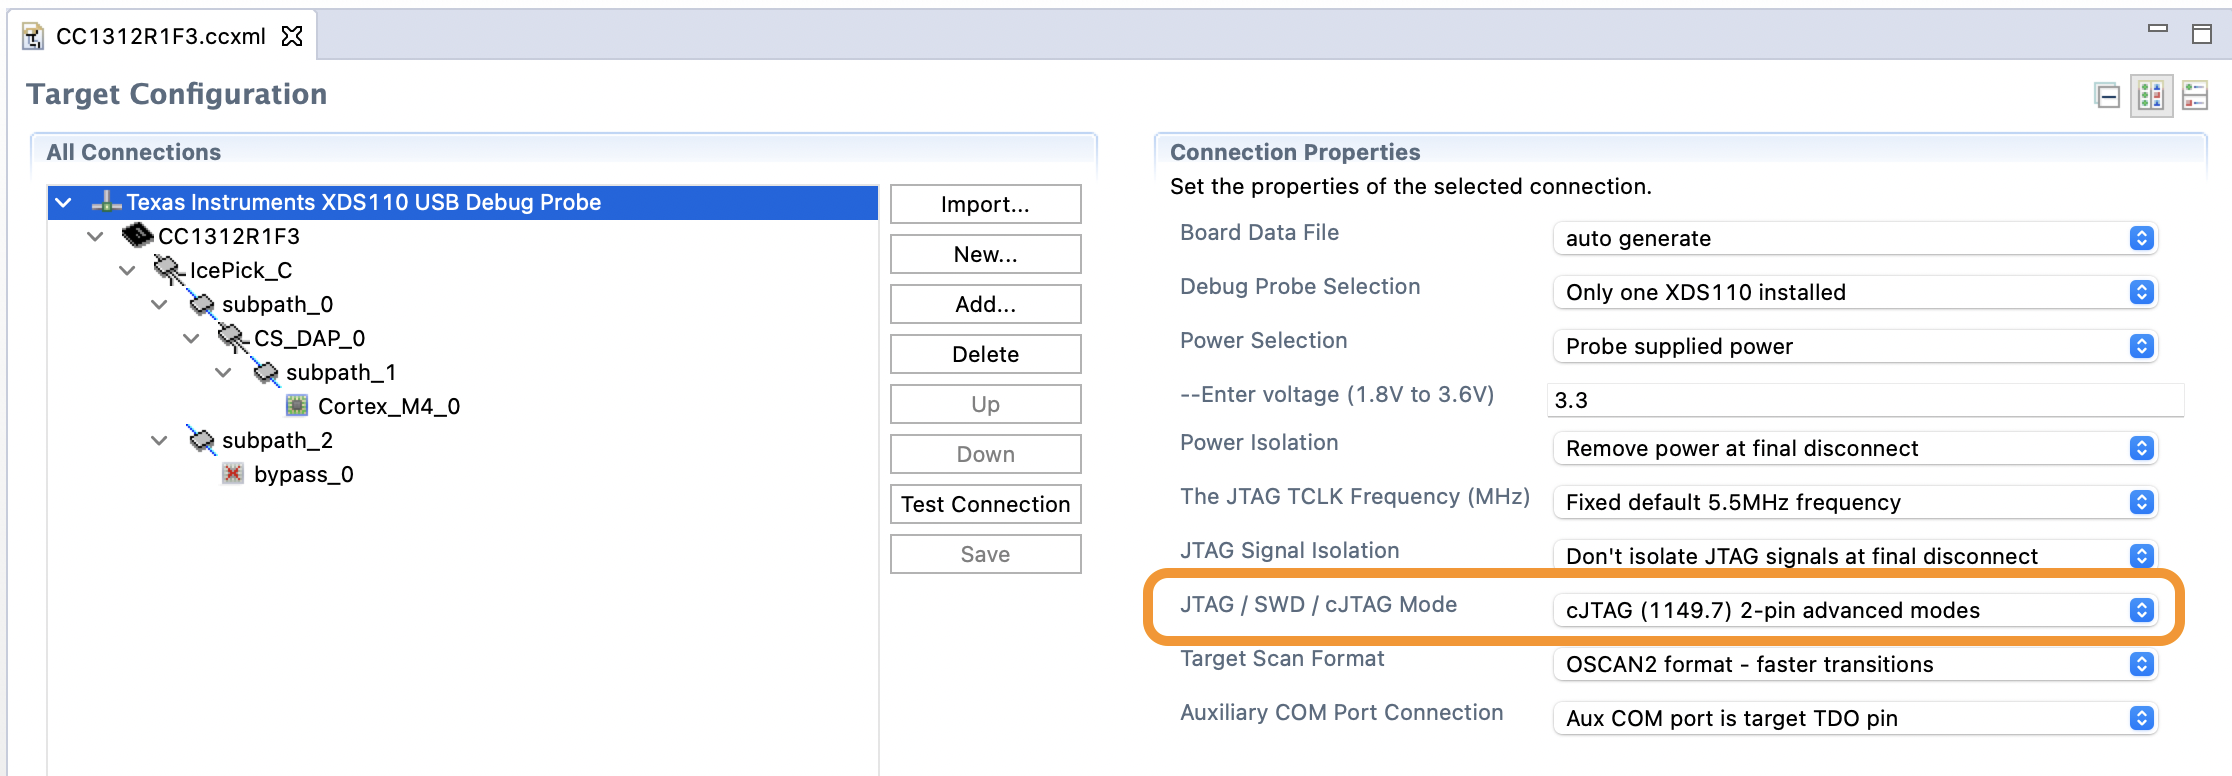 CC1312R1F3.ccxml
Target Configuration
All Connections
Texas Instruments XDS110 USB Debug Probe
CC1312R1F3
IcePick_C
subpath_0
CS_DAP_0
subpath_1
Cortex_M4_0
subpath_2
bypass_0
Import...
New...
Add...
Delete
Up
Down
Test Connection
Save
Connection Properties
Set the properties of the selected connection.
Board Data File auto generate
Debug Probe Selection Only one XDS110 installed
Power Selection Probe supplied power
--Enter voltage (1.8V to 3.6V) 3.3
Power Isolation Remove power at final disconnect
The JTAG TCLK Frequency (MHz) Fixed default 5.5MHz frequency
JTAG Signal Isolation Don't isolate JTAG signals at final disconnect
JTAG / SWD / cJTAG Mode cJTAG (1149.7) 2-pin advanced modes
Target Scan Format OSCAN2 format - faster transitions
Auxiliary COM Port Connection Aux COM port is target TDO pin